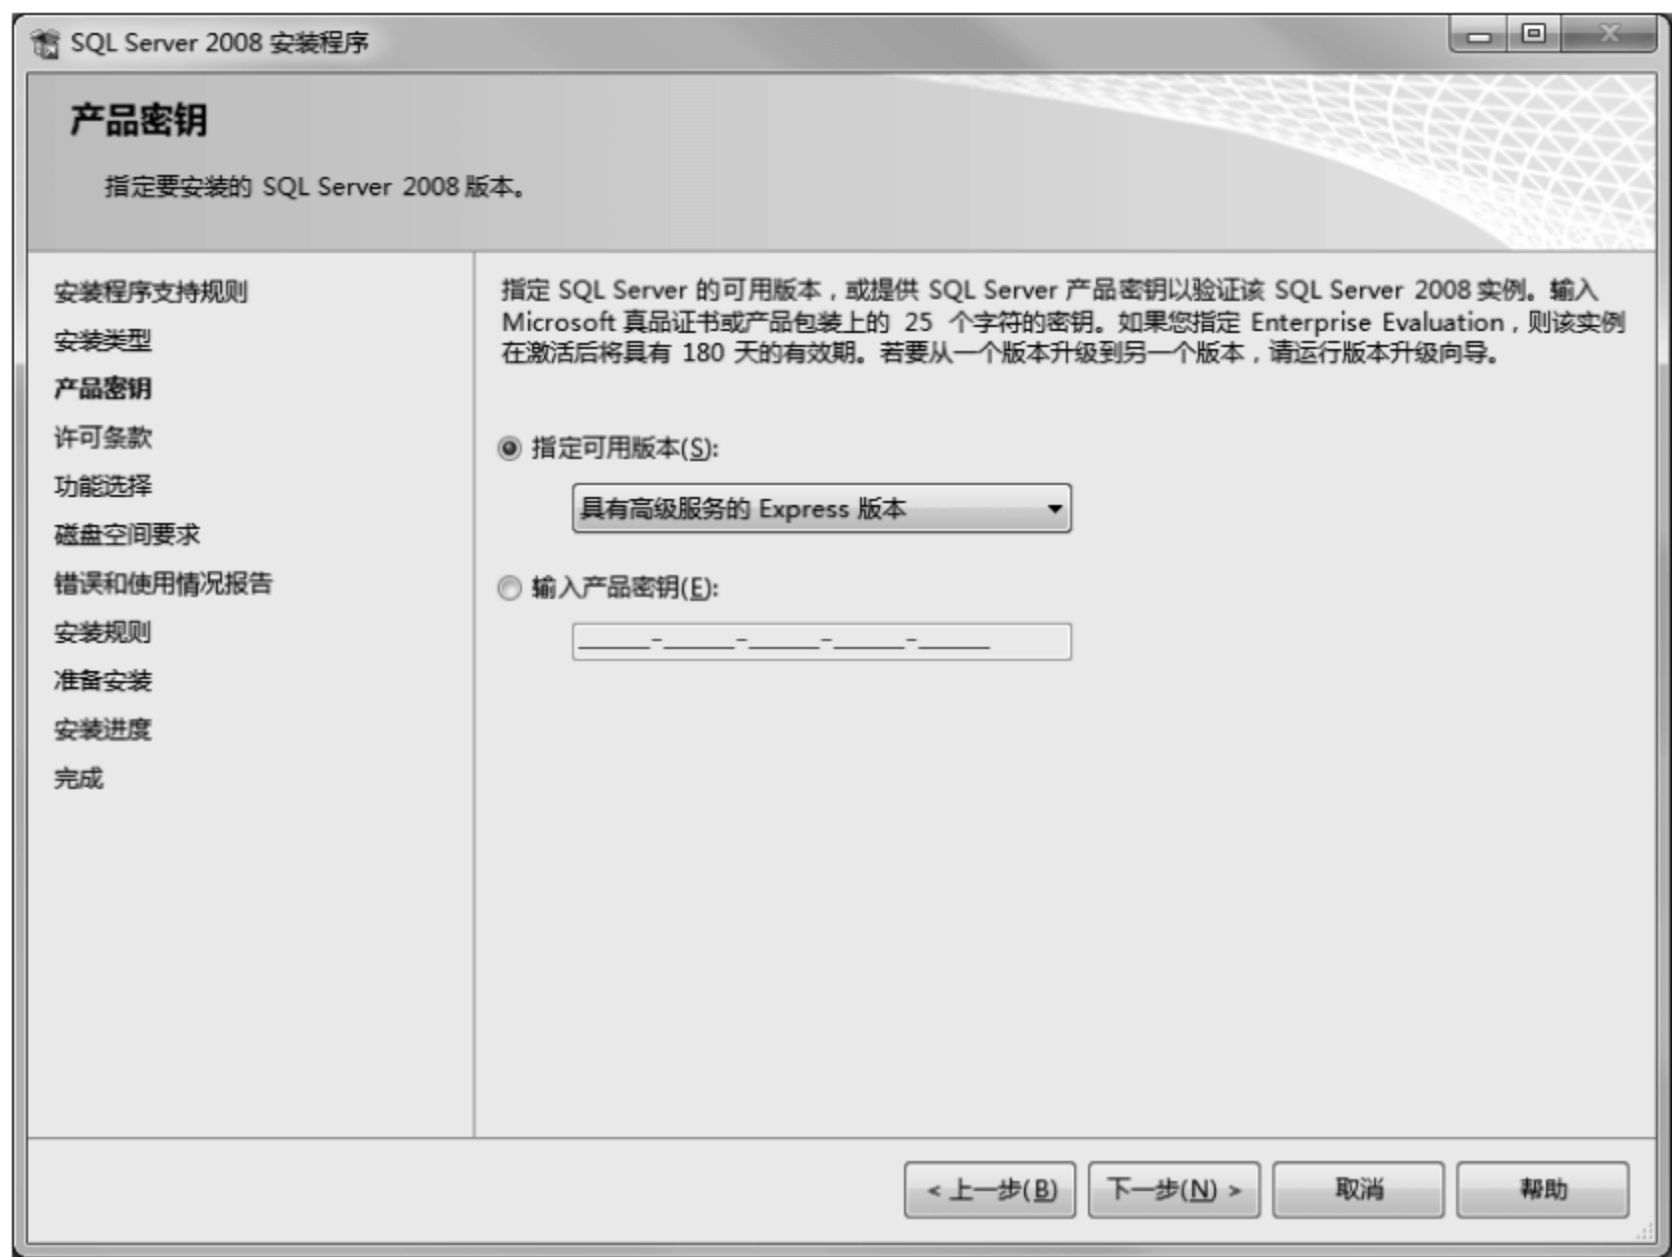 SQL Server 2008 安装程序
产品密钥
指定要安装的 SQL Server 2008 版本。
安装程序支持规则
安装类型
产品密钥
许可条款
功能选择
磁盘空间要求
错误和使用情况报告
安装规则
准备安装
安装进度
完成
指定 SQL Server 的可用版本，或提供 SQL Server 产品密钥以验证该 SQL Server 2008 实例。输入
Microsoft 真品证书或产品包装上的 25 个字符的密钥。如果您指定 Enterprise Evaluation，则该实例
在激活后将具有 180 天的有效期。若要从一个版本升级到另一个版本，请运行版本升级向导。
指定可用版本(S):
具有高级服务的 Express 版本
输入产品密钥(E):
_____-_____-_____-_____-_____
< 上一步(B) 下一步(N) > 取消 帮助